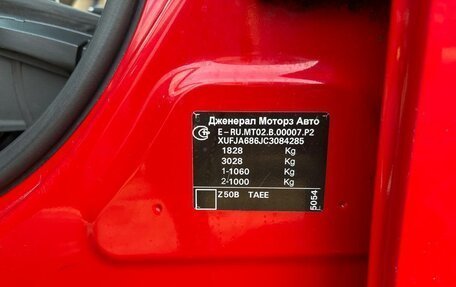 Дженерал Моторз Авто
E-RU.MT02.B.00007.P2
XUFJA686JC3084285
1828 Kg
3028 Kg
1-1060 Kg
2-1000 Kg
Z50B TAEE
5054